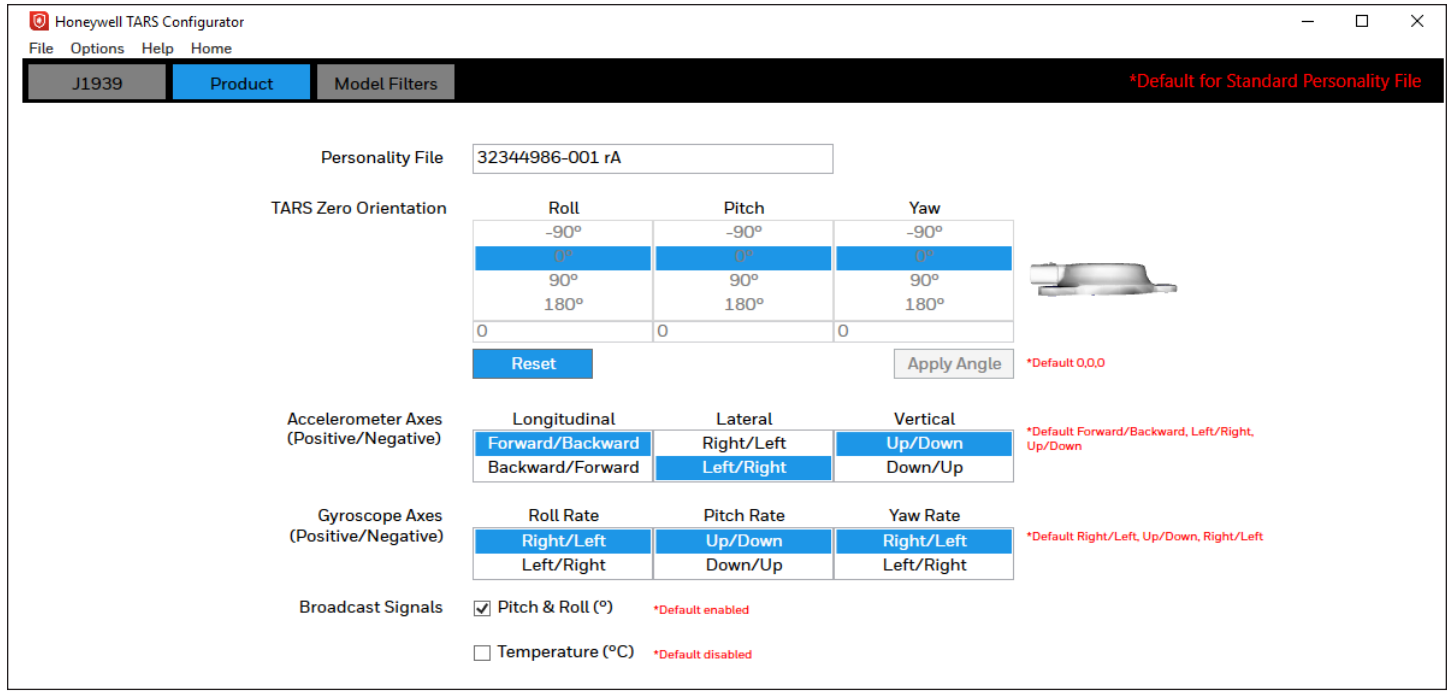 Honeywell TARS Configurator
File Options Help Home
J1939 Product Model Filters *Default for Standard Personality File
Personality File 32344986-001 rA
TARS Zero Orientation Roll Pitch Yaw
-90° -90° -90°
0° 0° 0°
90° 90° 90°
180° 180° 180°
0 0 0
Reset Apply Angle *Default 0,0,0
Accelerometer Axes Longitudinal Lateral Vertical
(Positive/Negative) Forward/Backward Right/Left Up/Down *Default Forward/Backward, Left/Right,
Up/Down
Backward/Forward Left/Right Down/Up
Gyroscope Axes Roll Rate Pitch Rate Yaw Rate
(Positive/Negative) Right/Left Up/Down Right/Left *Default Right/Left, Up/Down, Right/Left
Left/Right Down/Up Left/Right
Broadcast Signals Pitch & Roll (°) *Default enabled
Temperature (°C) *Default disabled